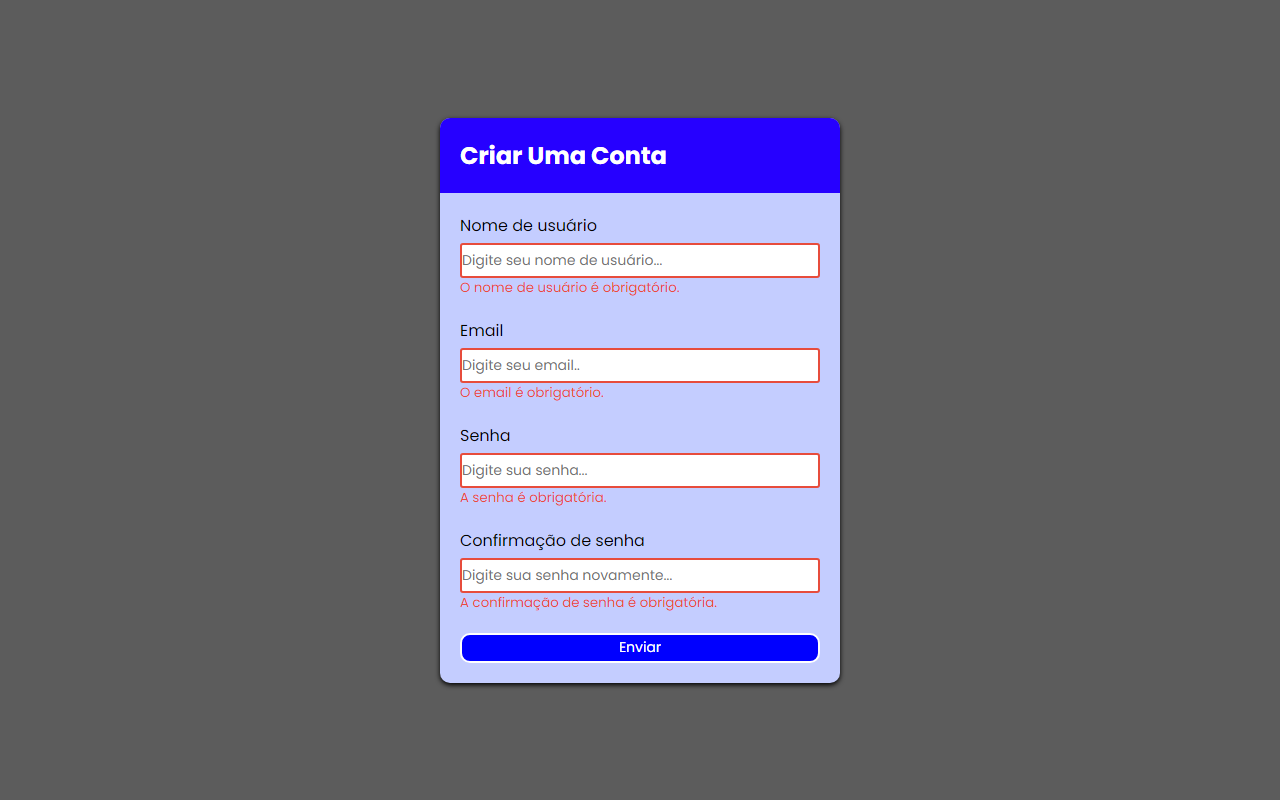 Criar Uma Conta
Nome de usuário
Digite seu nome de usuário...
O nome de usuário é obrigatório.
Email
Digite seu email..
O email é obrigatório.
Senha
Digite sua senha...
A senha é obrigatória.
Confirmação de senha
Digite sua senha novamente...
A confirmação de senha é obrigatória.
Enviar